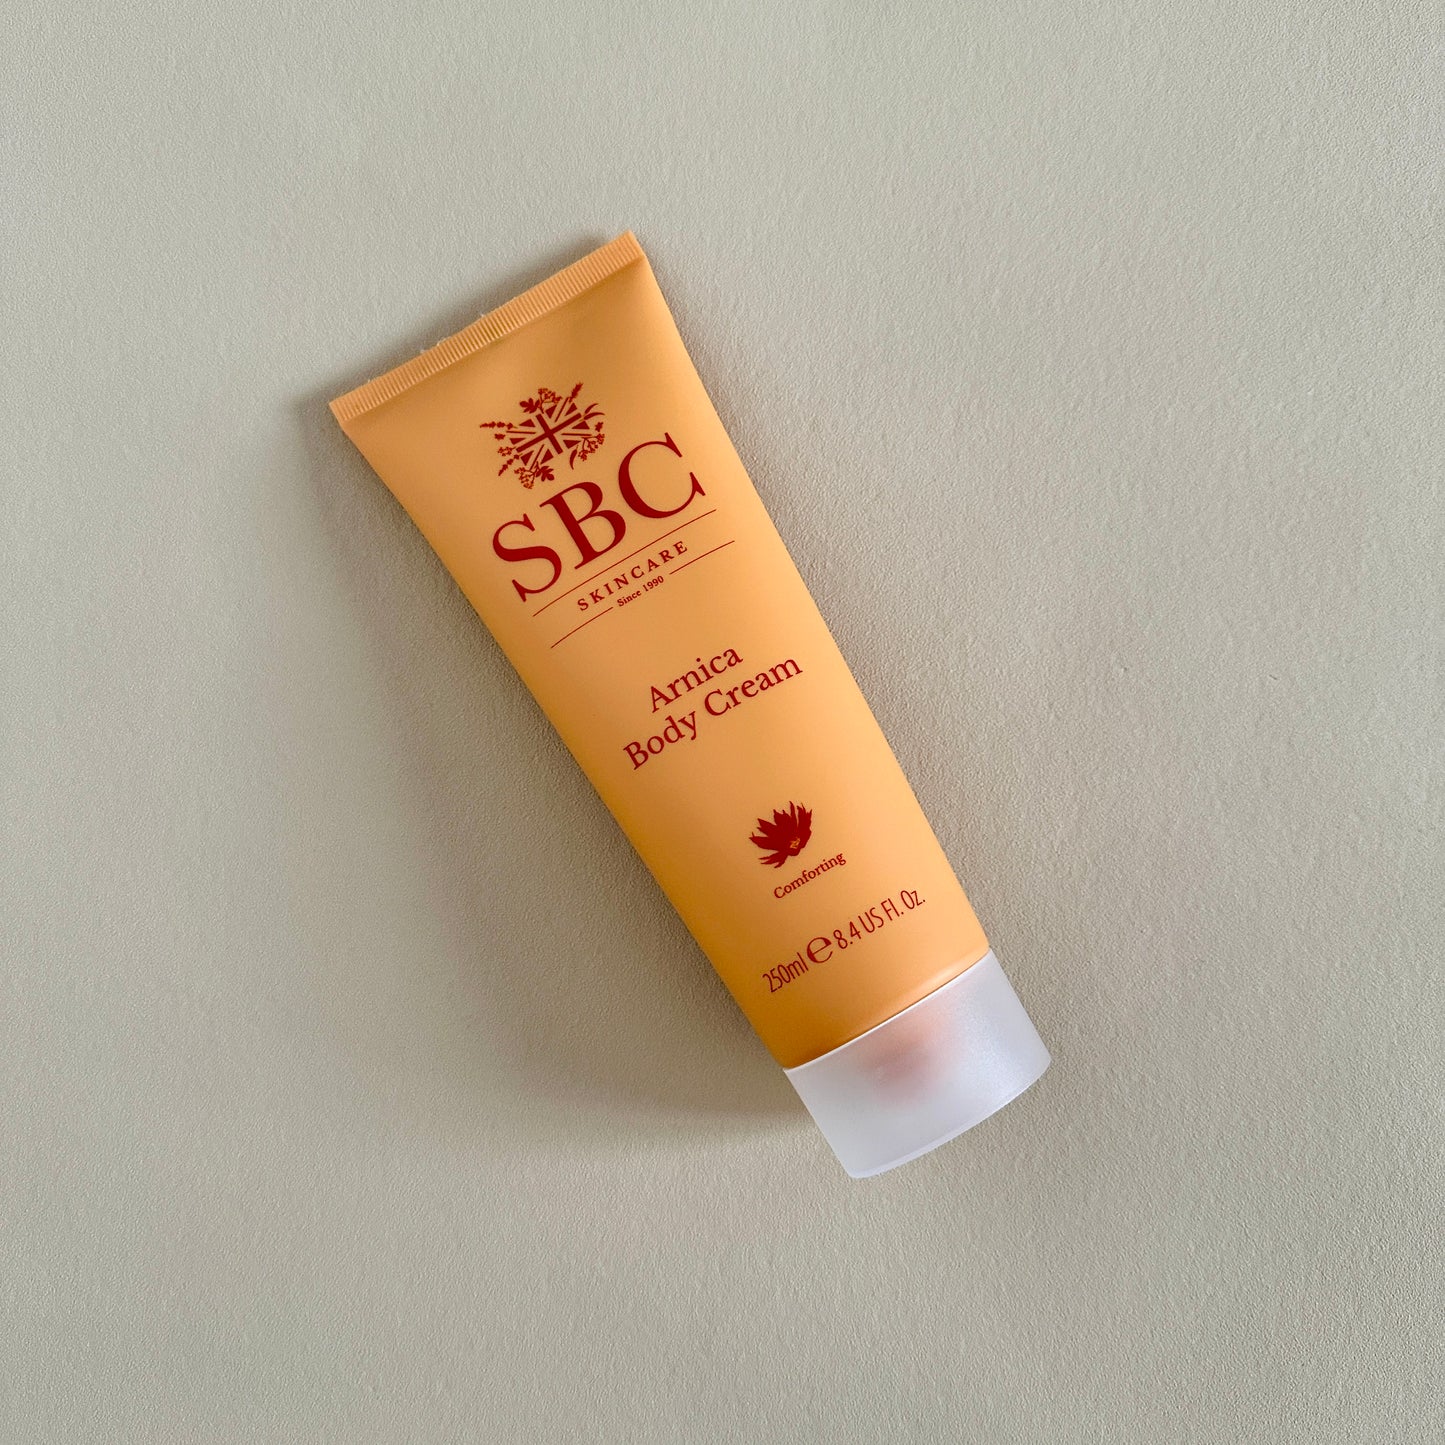 SBC
SKINCARE
Since 1990
Arnica
Body Cream
Comforting
250ml ℮ 8.4 US Fl. Oz.